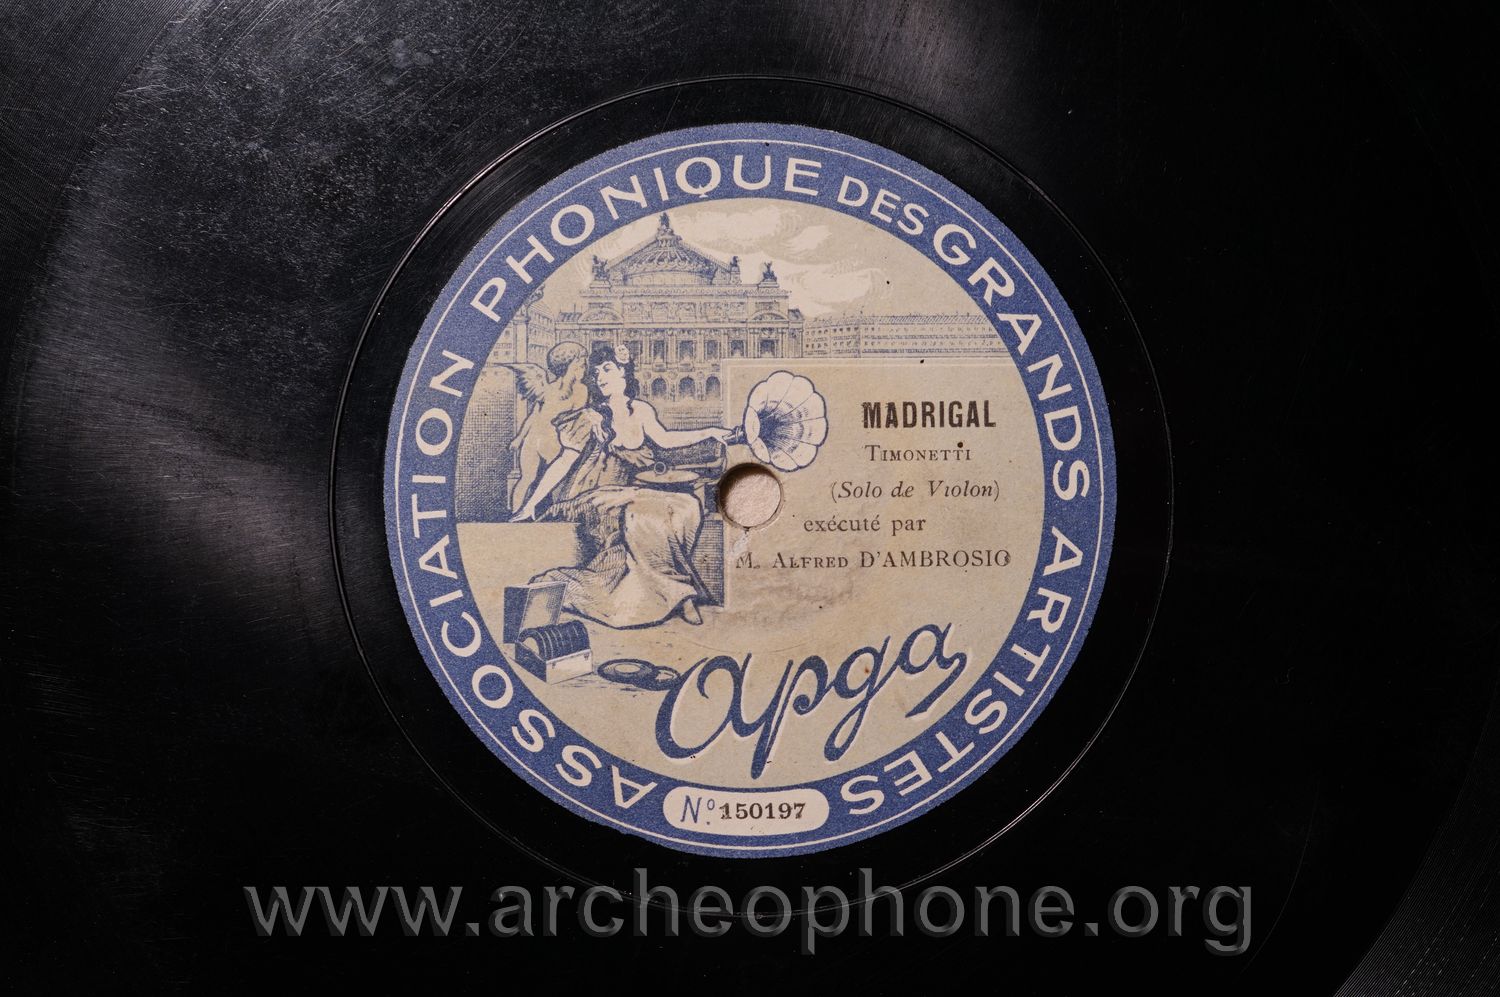 ASSOCIATION PHONIQUE DES GRANDS ARTISTES
MADRIGAL
TIMONETTI
(Solo de Violon)
exécuté par
M. ALFRED D'AMBROSIO
apga
No. 150197
www.archeophone.org